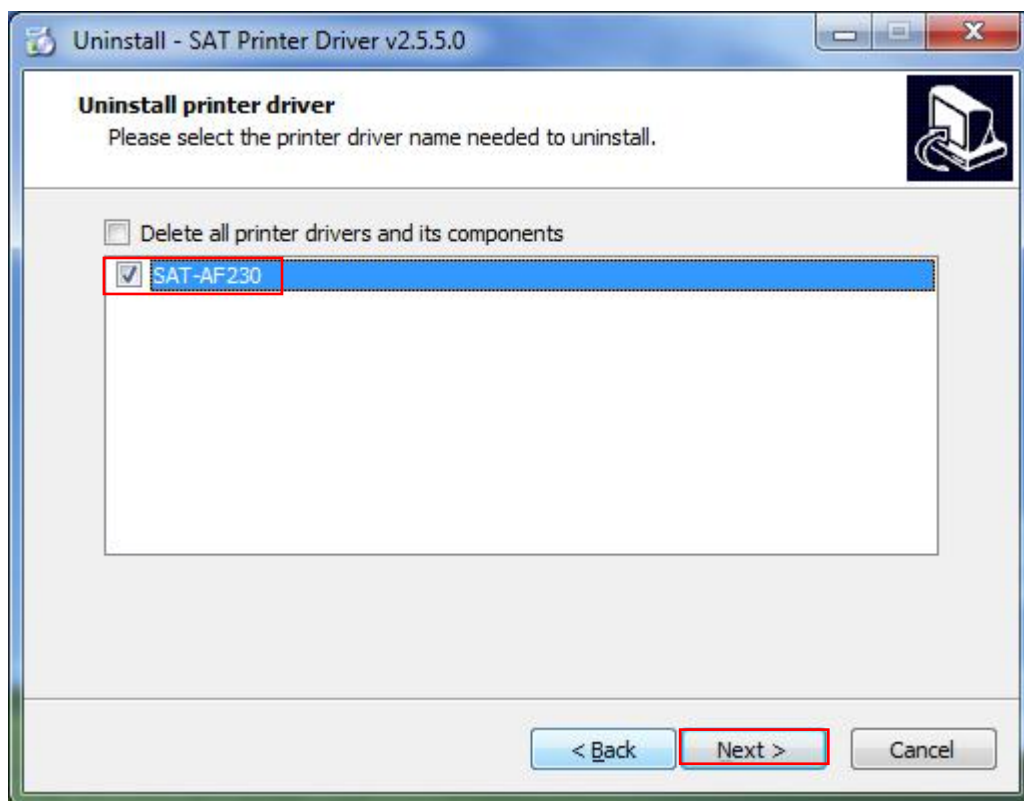 Uninstall - SAT Printer Driver v2.5.5.0
Uninstall printer driver
Please select the printer driver name needed to uninstall.
Delete all printer drivers and its components
SAT-AF230
< Back Next > Cancel